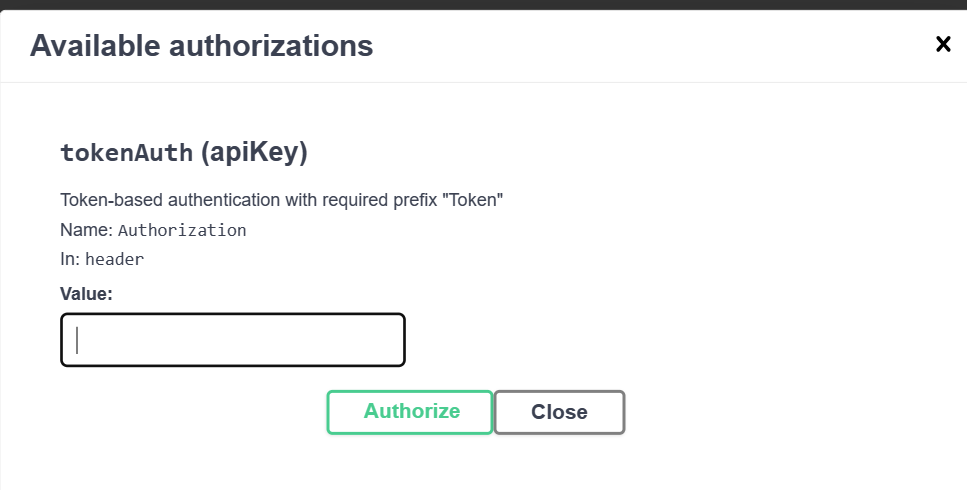 Available authorizations
tokenAuth (apiKey)
Token-based authentication with required prefix "Token"
Name: Authorization
In: header
Value:
Authorize
Close